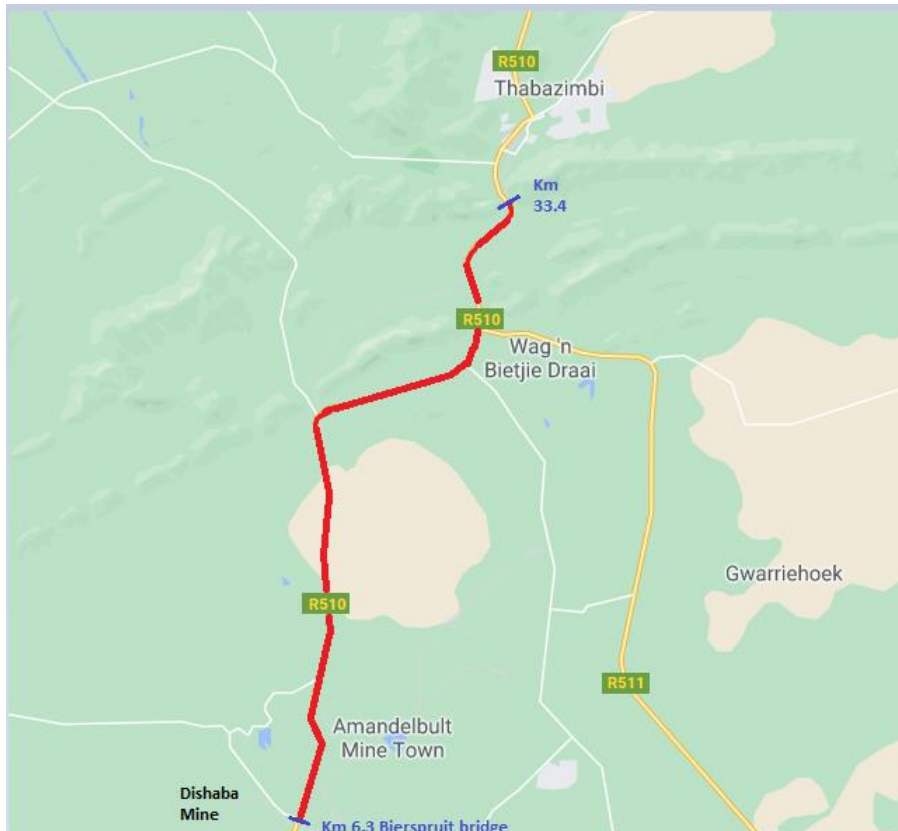 R510
Thabazimbi
Km
33.4
R510
Wag 'n
Bietjie Draai
Gwarriehoek
R510
R511
Amandelbult
Mine Town
Dishaba
Mine
Km 6.3 Bierspruit bridge